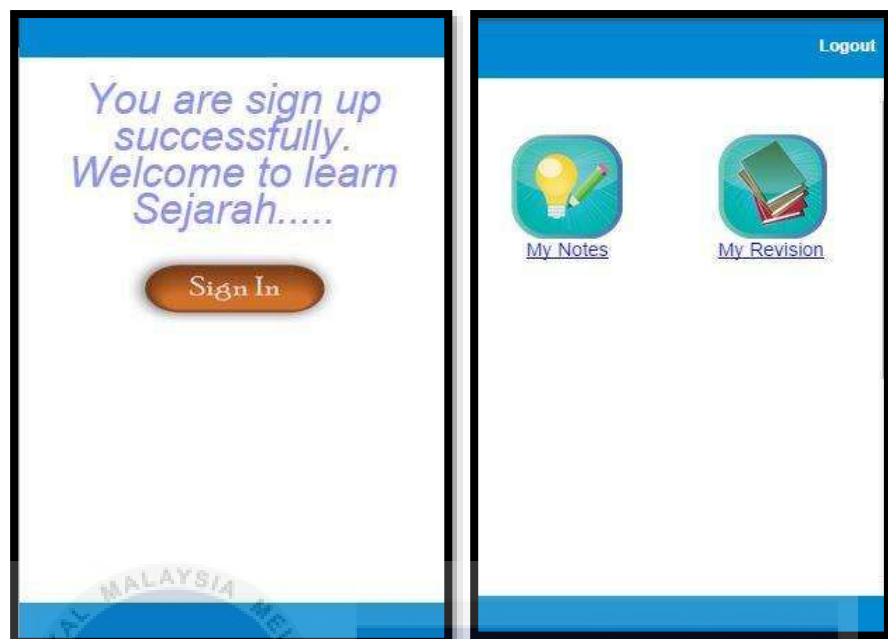 You are sign up
successfully.
Welcome to learn
Sejarah.....
Sign In
Logout
My Notes
My Revision
MALAYSIA